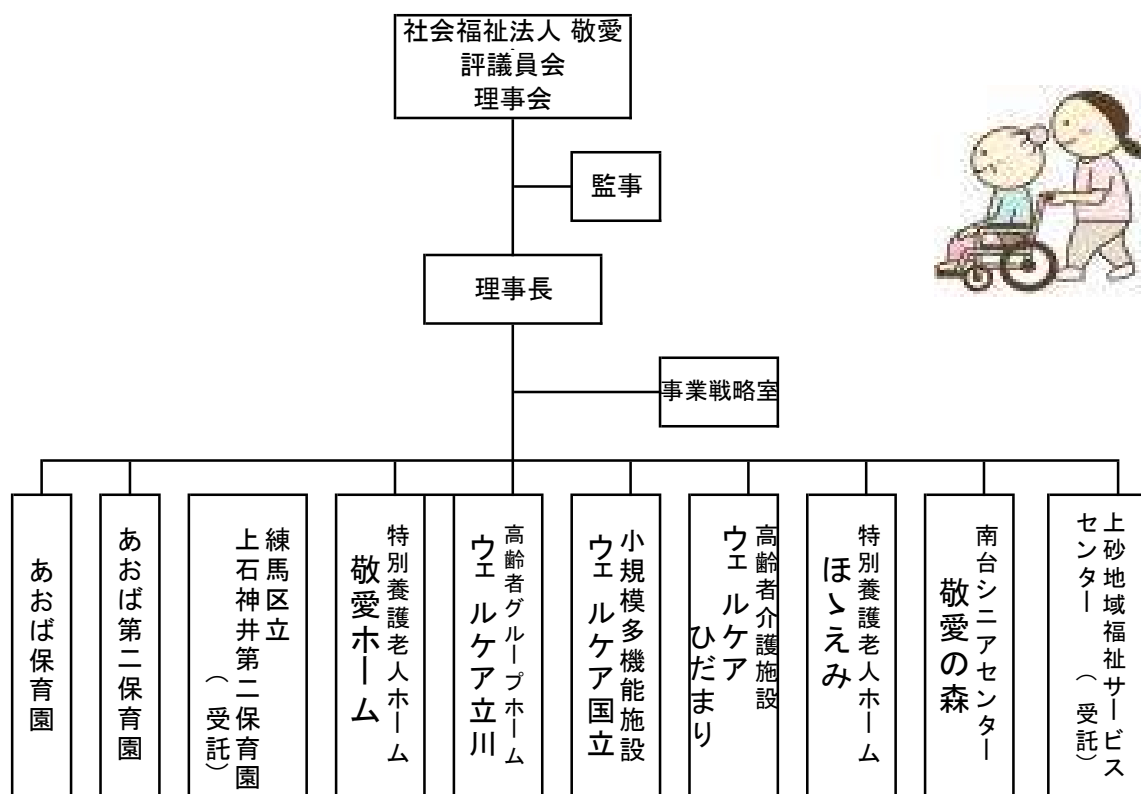 社会福祉法人 敬愛
評議員会
理事会
監事
理事長
事業戦略室
あおば保育園
あおば第二保育園
練馬区立
上石神井第二保育園
（受託）
特別養護老人ホーム
敬愛ホーム
高齢者グループホーム
ウェルケア立川
小規模多機能施設
ウェルケア国立
高齢者介護施設
ウェルケア
ひだまり
特別養護老人ホーム
ほゝえみ
南台シニアセンター
敬愛の森
上砂地域福祉サービス
センター
（受託）